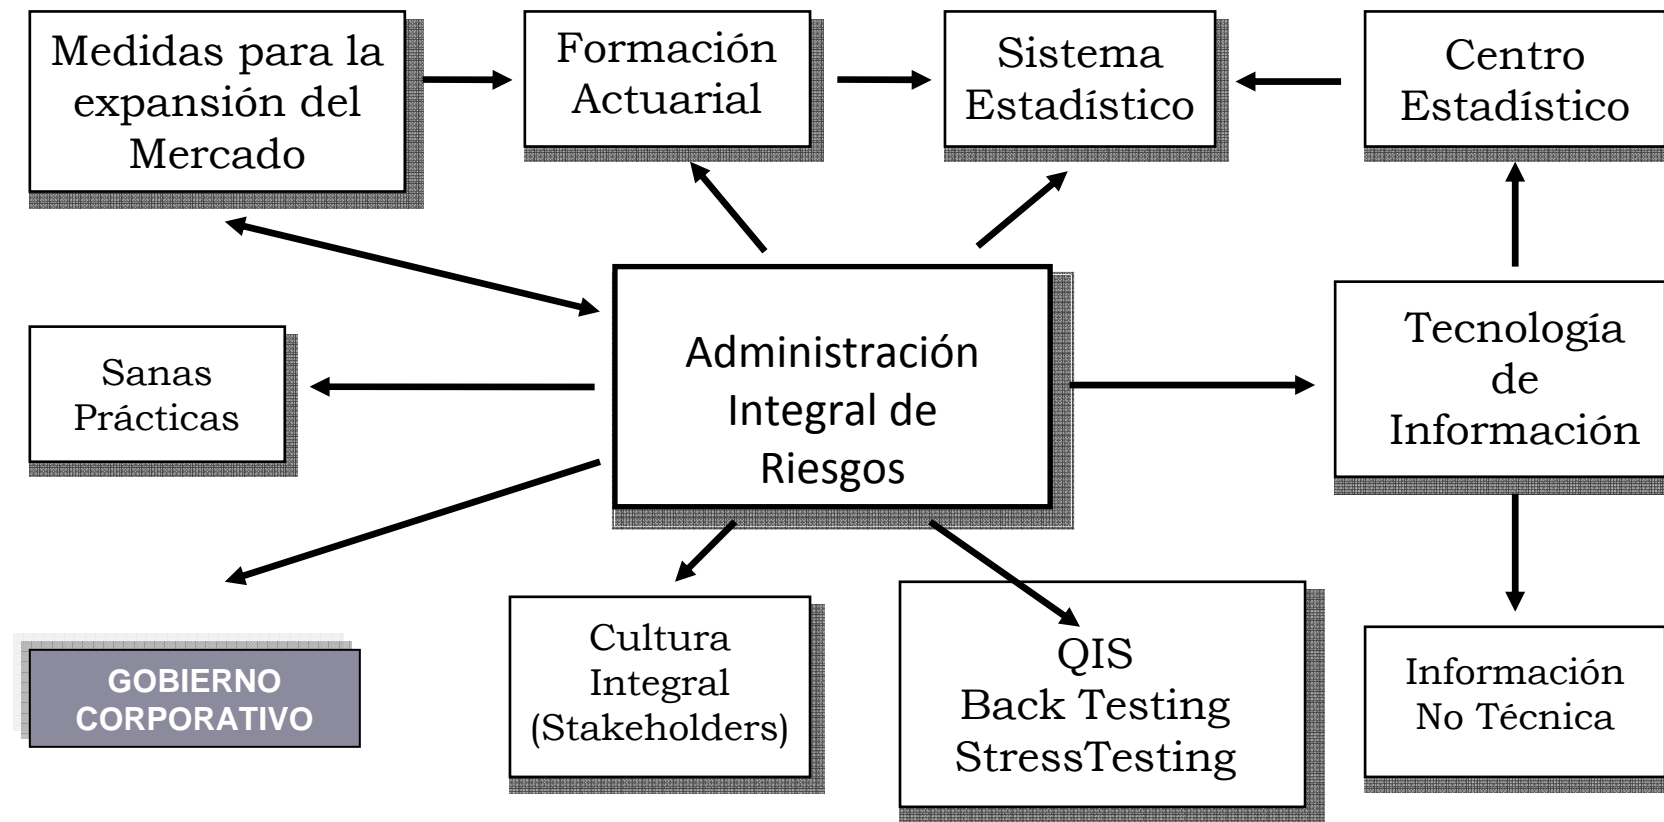 Medidas para la
expansión del
Mercado
Formación
Actuarial
Sistema
Estadístico
Centro
Estadístico
Administración
Integral de
Riesgos
Tecnología
de
Información
Sanas
Prácticas
GOBIERNO
CORPORATIVO
Cultura
Integral
(Stakeholders)
QIS
Back Testing
StressTesting
Información
No Técnica